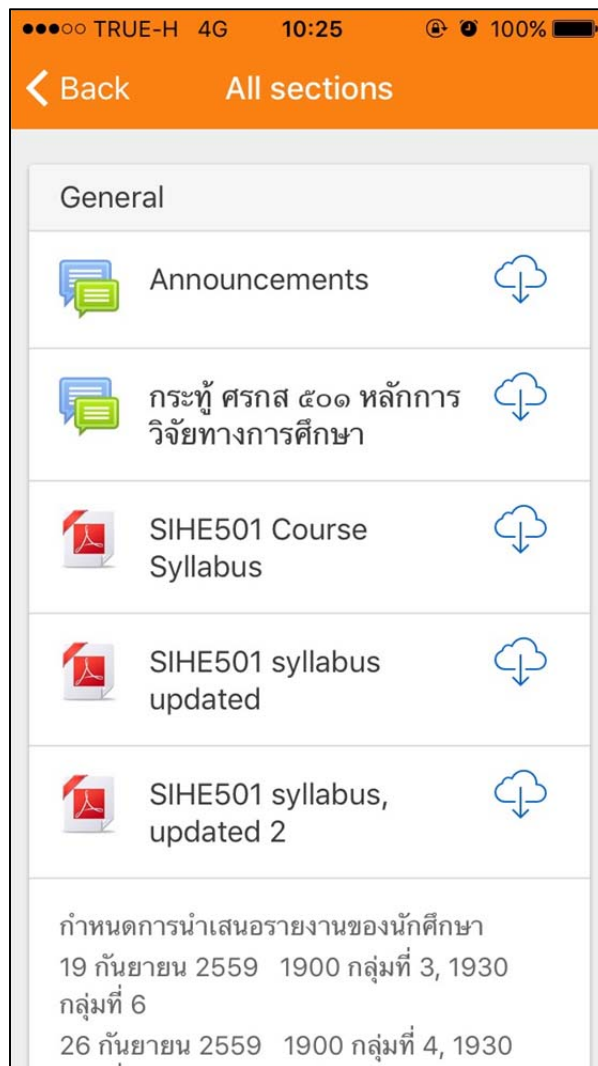 TRUE-H 4G 10:25 100%
Back All sections
General
Announcements
กระทู้ ศรกส ๕๐๑ หลักการ
วิจัยทางการศึกษา
SIHE501 Course
Syllabus
SIHE501 syllabus
updated
SIHE501 syllabus,
updated 2
กำหนดการนำเสนอรายงานของนักศึกษา
19 กันยายน 2559 1900 กลุ่มที่ 3, 1930
กลุ่มที่ 6
26 กันยายน 2559 1900 กลุ่มที่ 4, 1930